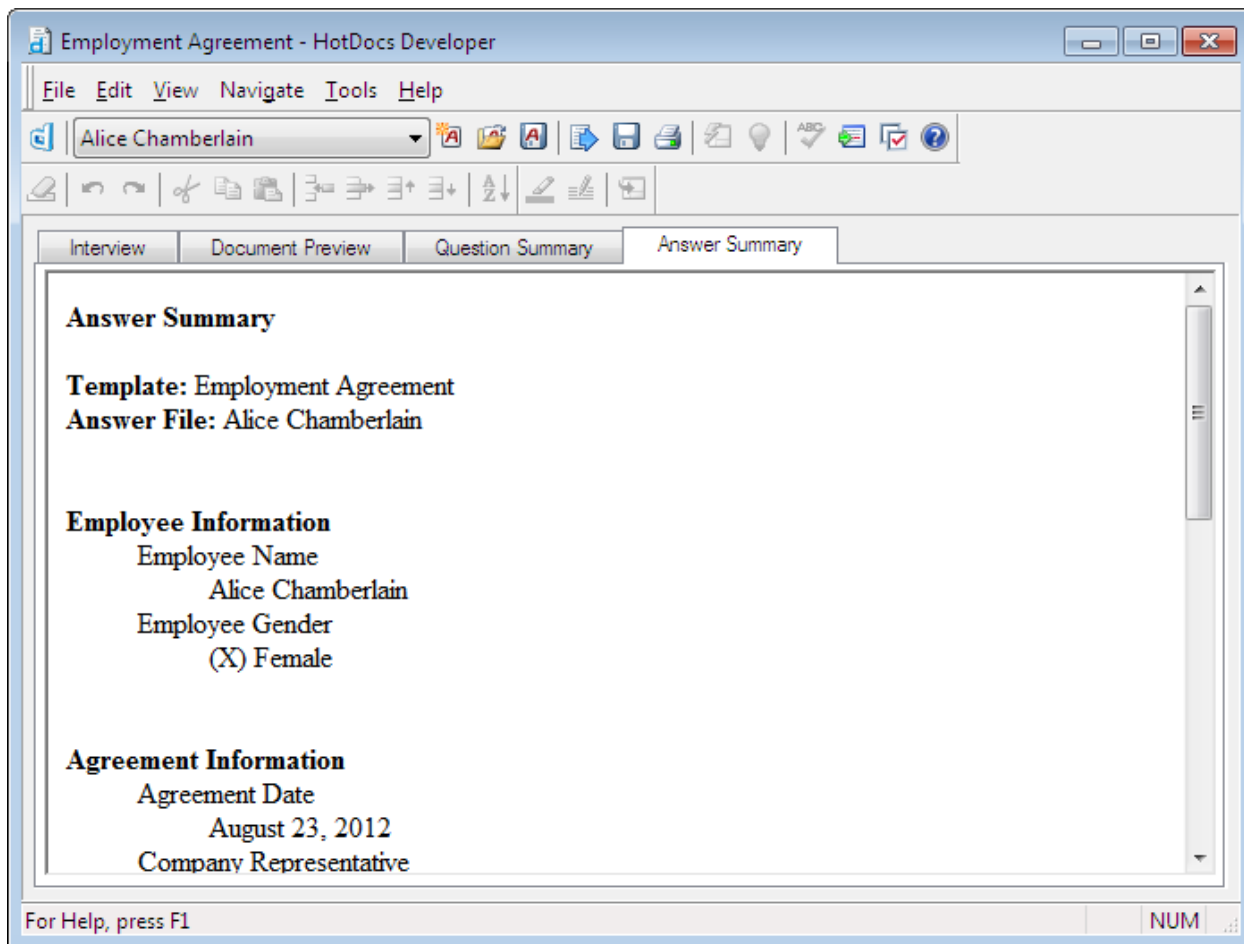 Employment Agreement - HotDocs Developer
File Edit View Navigate Tools Help
Alice Chamberlain
ABC
Interview Document Preview Question Summary Answer Summary
Answer Summary
Template: Employment Agreement
Answer File: Alice Chamberlain
Employee Information
Employee Name
Alice Chamberlain
Employee Gender
(X) Female
Agreement Information
Agreement Date
August 23, 2012
Company Representative
For Help, press F1
NUM